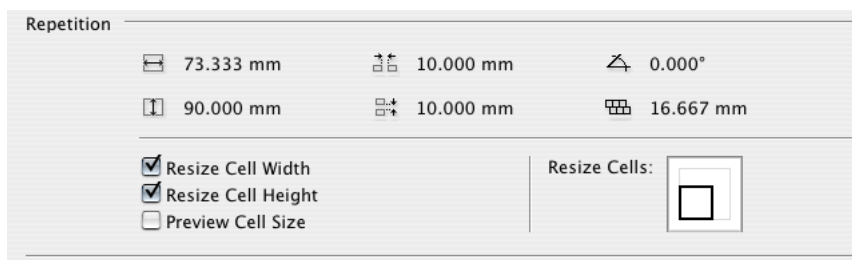 Repetition
73.333 mm 10.000 mm 0.000°
90.000 mm 10.000 mm 16.667 mm
Resize Cell Width Resize Cells:
Resize Cell Height
Preview Cell Size